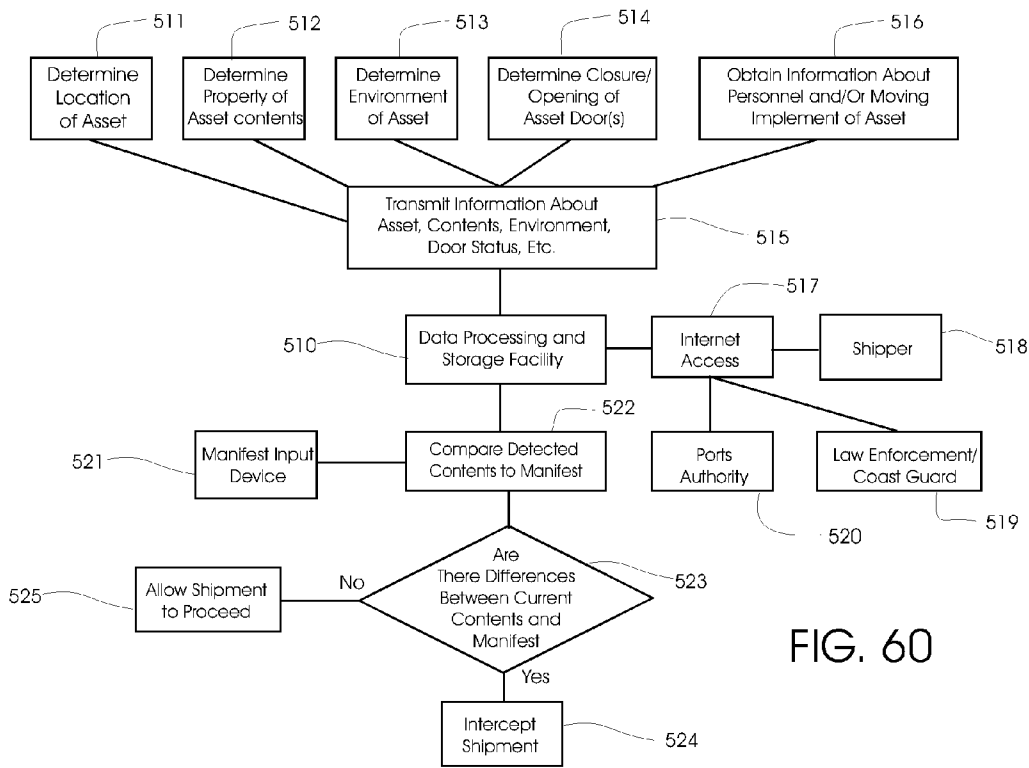 511
512
513
514
516
Determine
Location
of Asset
Determine
Property of
Asset contents
Determine
Environment
of Asset
Determine Closure/
Opening of
Asset Door(s)
Obtain Information About
Personnel and/Or Moving
Implement of Asset
Transmit Information About
Asset, Contents, Environment,
Door Status, Etc.
515
517
510
Data Processing and
Storage Facility
Internet
Access
Shipper
518
522
521
Manifest Input
Device
Compare Detected
Contents to Manifest
Ports
Authority
Law Enforcement/
Coast Guard
520
519
525
Allow Shipment
to Proceed
No
Are
There Differences
Between Current
Contents and
Manifest
523
Yes
FIG. 60
Intercept
Shipment
524